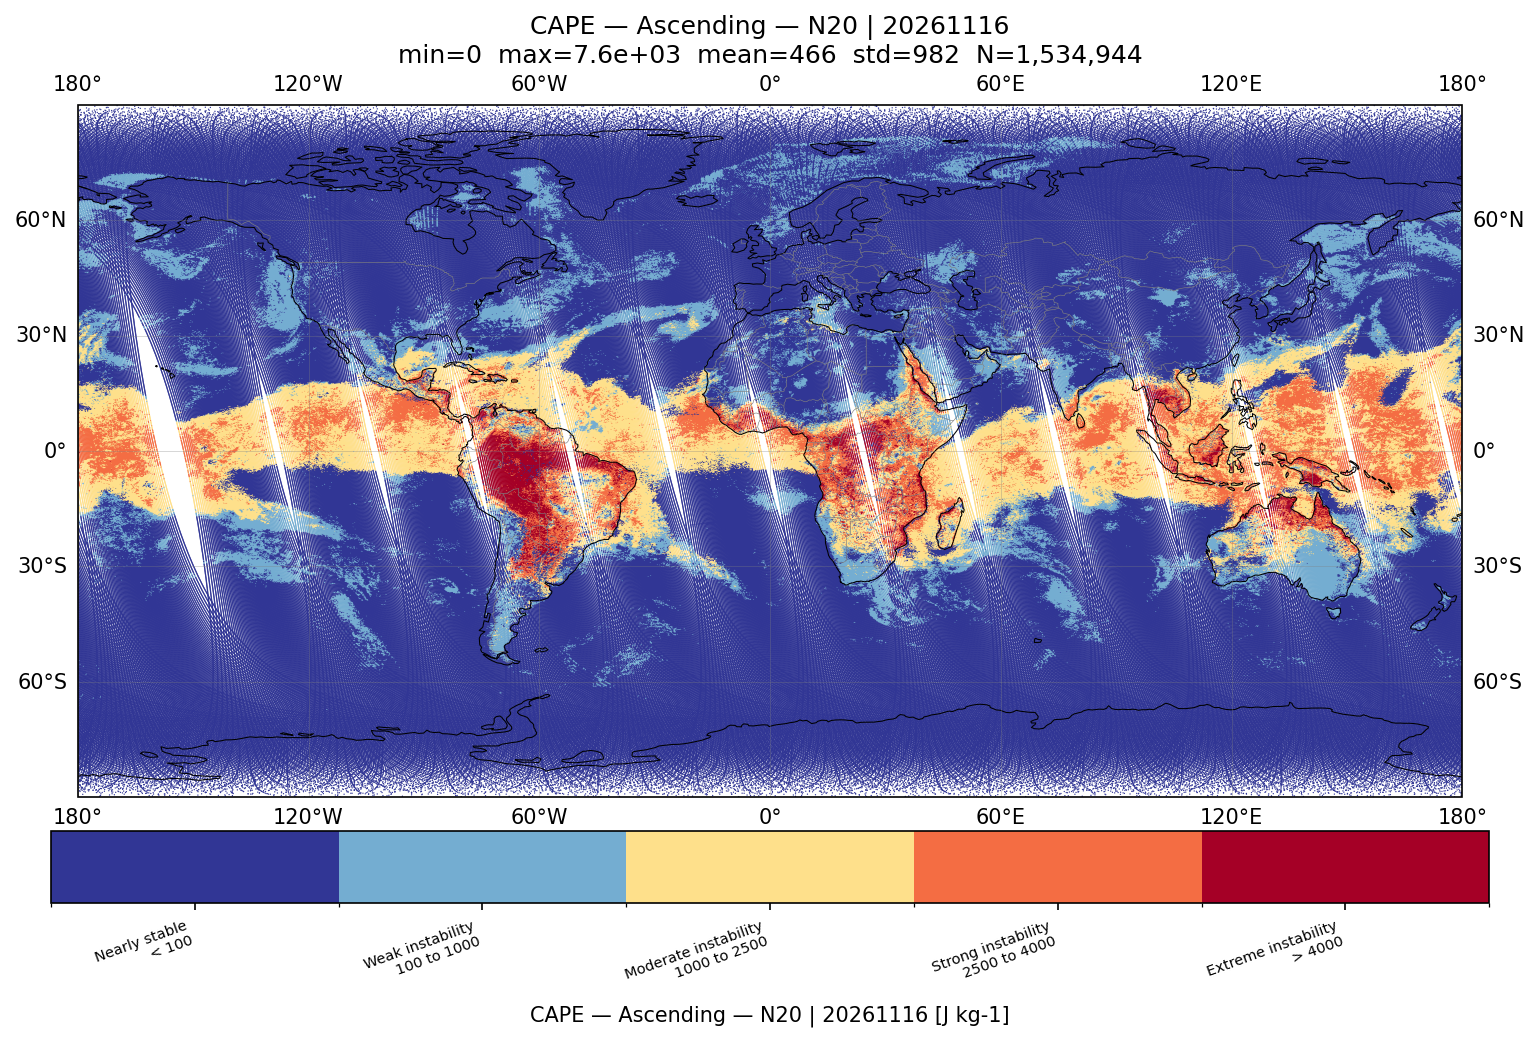 CAPE — Ascending — N20 | 20261116
min=0 max=7.6e+03 mean=466 std=982 N=1,534,944
180° 120°W 60°W 0° 60°E 120°E 180°
60°N 60°N
30°N 30°N
0° 0°
30°S 30°S
60°S 60°S
180° 120°W 60°W 0° 60°E 120°E 180°
Nearly stable
< 100
Weak instability
100 to 1000
Moderate instability
1000 to 2500
Strong instability
2500 to 4000
Extreme instability
> 4000
CAPE — Ascending — N20 | 20261116 [J kg-1]